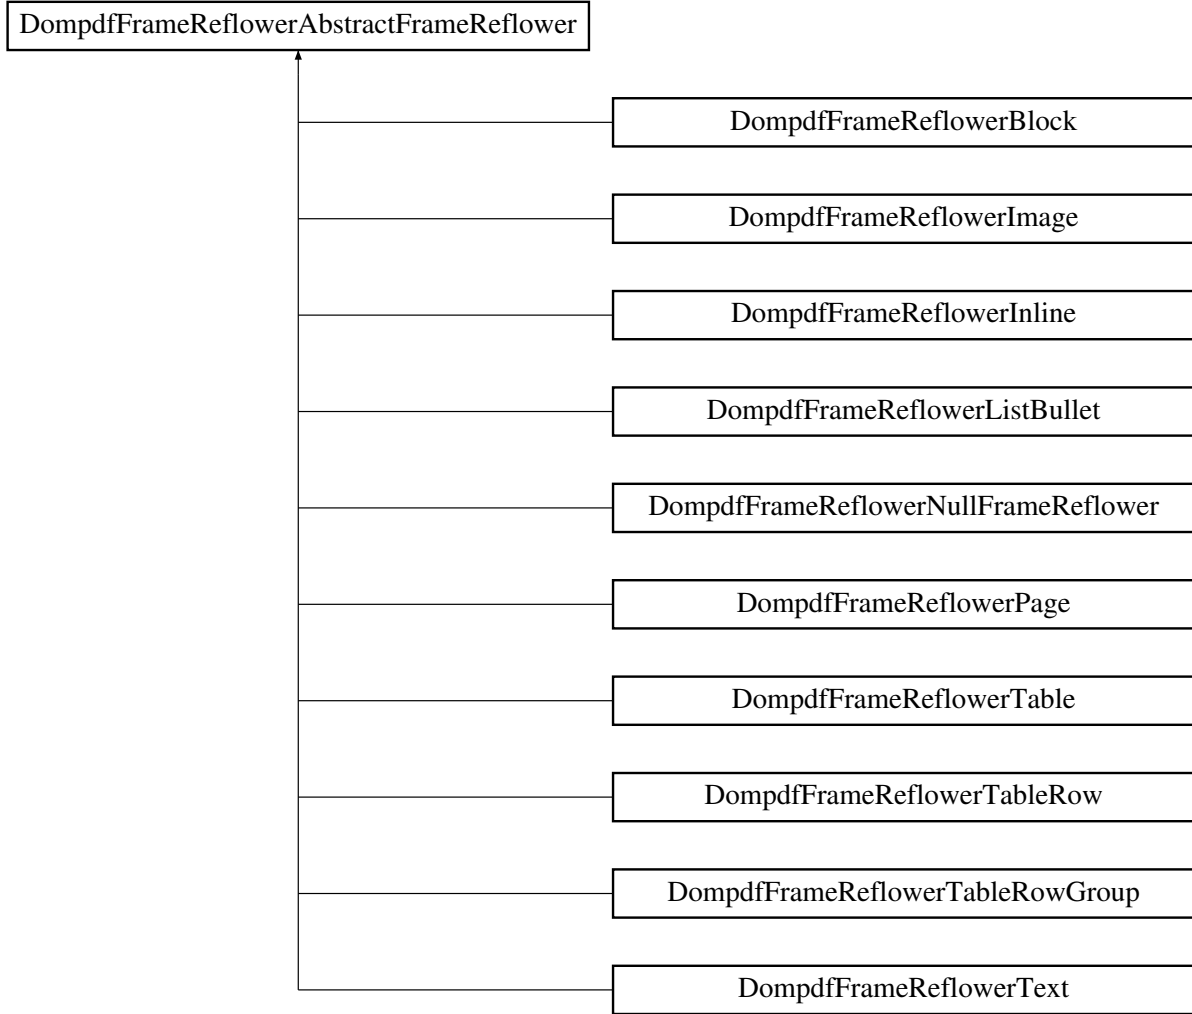 DompdfFrameReflowerAbstractFrameReflower
DompdfFrameReflowerBlock
DompdfFrameReflowerImage
DompdfFrameReflowerInline
DompdfFrameReflowerListBullet
DompdfFrameReflowerNullFrameReflower
DompdfFrameReflowerPage
DompdfFrameReflowerTable
DompdfFrameReflowerTableRow
DompdfFrameReflowerTableRowGroup
DompdfFrameReflowerText